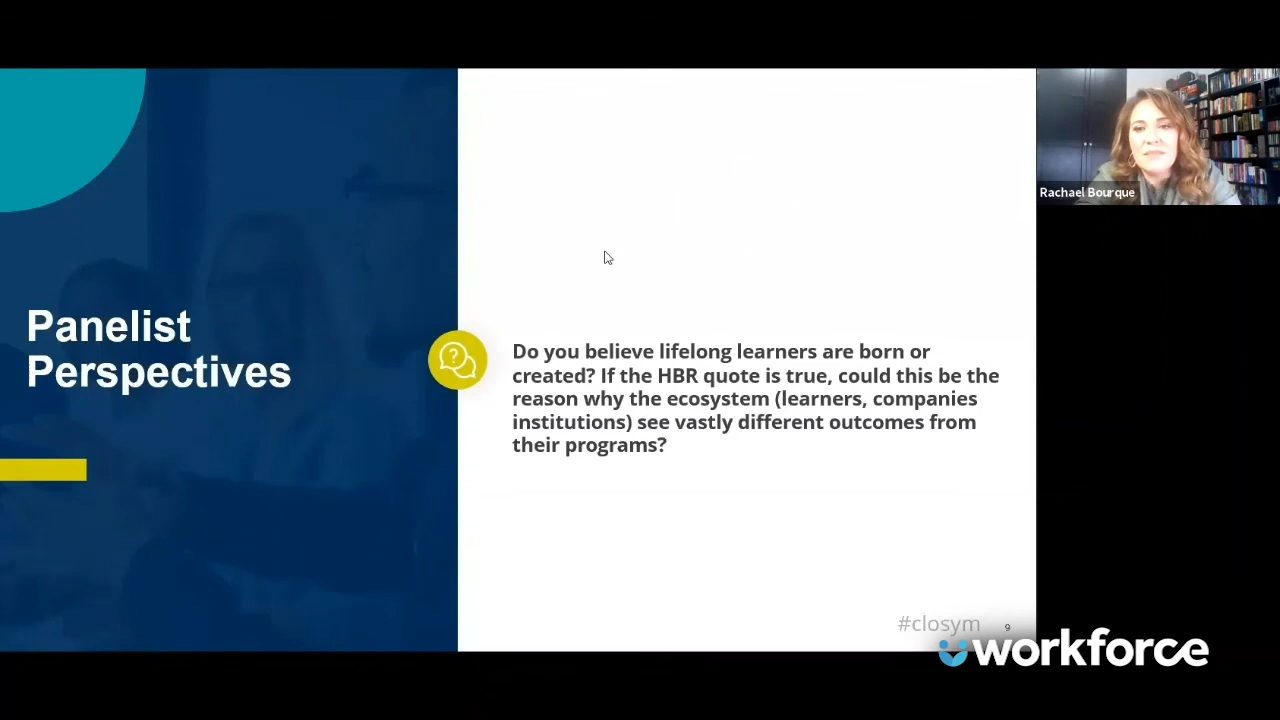 Panelist
Perspectives
Do you believe lifelong learners are born or
created? If the HBR quote is true, could this be the
reason why the ecosystem (learners, companies
institutions) see vastly different outcomes from
their programs?
#closym
9
Rachael Bourque
workforce